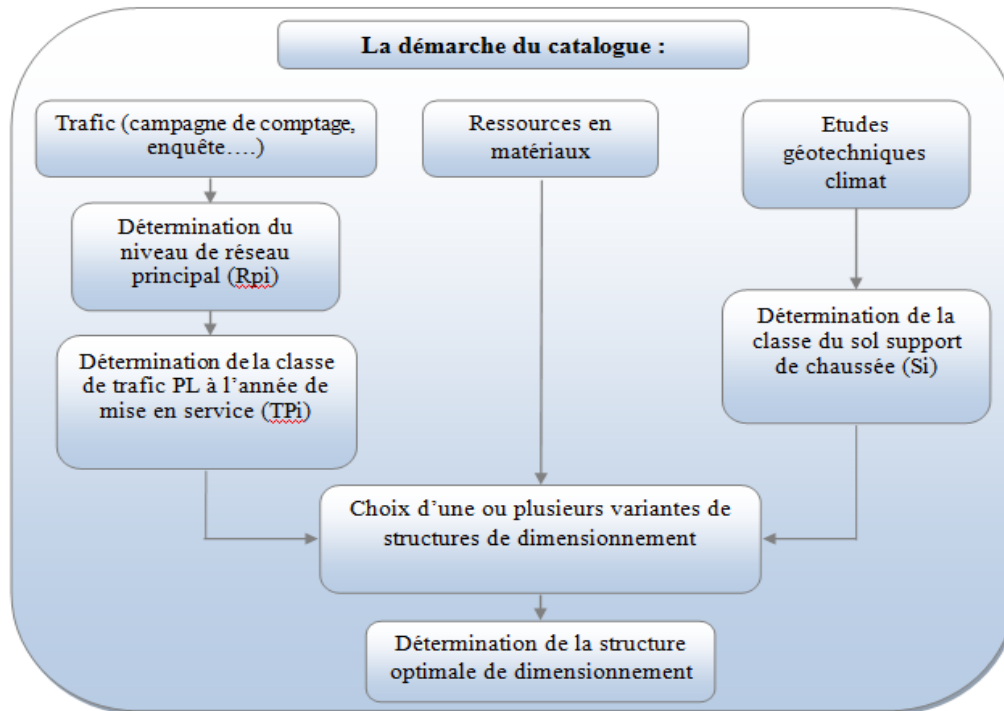 La démarche du catalogue :
Trafic (campagne de comptage,
enquête….)
Ressources en
matériaux
Etudes
géotechniques
climat
Détermination du
niveau de réseau
principal (Rpi)
Détermination de la
classe du sol support
de chaussée (Si)
Détermination de la classe
de trafic PL à l’année de
mise en service (TPi)
Choix d’une ou plusieurs variantes de
structures de dimensionnement
Détermination de la structure
optimale de dimensionnement